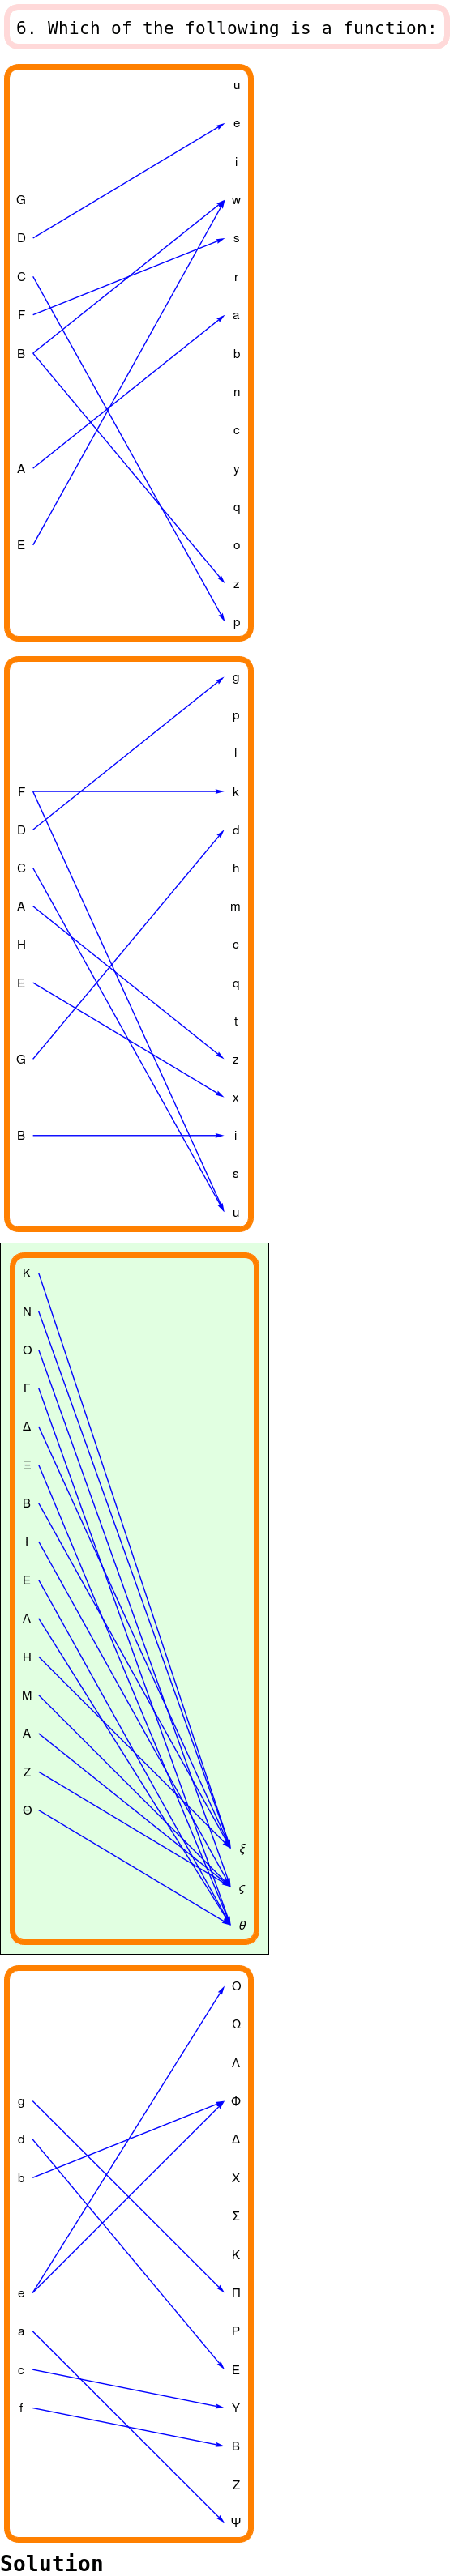 6. Which of the following is a function:
u
e
i
G w
D s
C r
F a
B b
n
c
A y
q
E o
z
p
g
p
l
F k
D d
C h
A m
H c
E q
t
G z
x
B i
s
u
Κ
Ν
Ο
Γ
Δ
Ξ
Β
Ι
Ε
Λ
Η
Μ
Α
Ζ
Θ
ξ
ς
θ
Ο
Ω
Λ
g Φ
d Δ
b Χ
Σ
Κ
e Π
a Ρ
c Ε
f Υ
Β
Ζ
Ψ
Solution